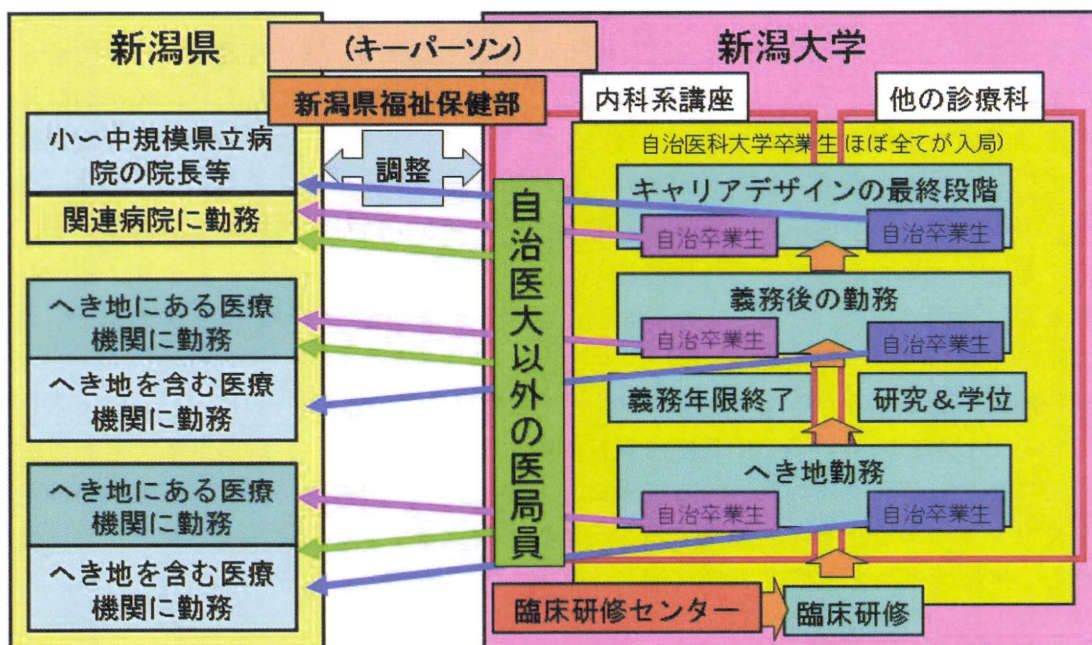 新潟県
(キーパーソン)
新潟大学
新潟県福祉保健部
内科系講座
他の診療科
小〜中規模県立病
院の院長等
関連病院に勤務
調整
自治医科大学卒業生(ほぼ全てが入局)
キャリアデザインの最終段階
自治卒業生
自治卒業生
自治医大以外の医局員
へき地にある医療
機関に勤務
へき地を含む医療
機関に勤務
義務後の勤務
自治卒業生
自治卒業生
義務年限終了
研究&学位
へき地にある医療
機関に勤務
へき地を含む医療
機関に勤務
へき地勤務
自治卒業生
自治卒業生
臨床研修センター
臨床研修